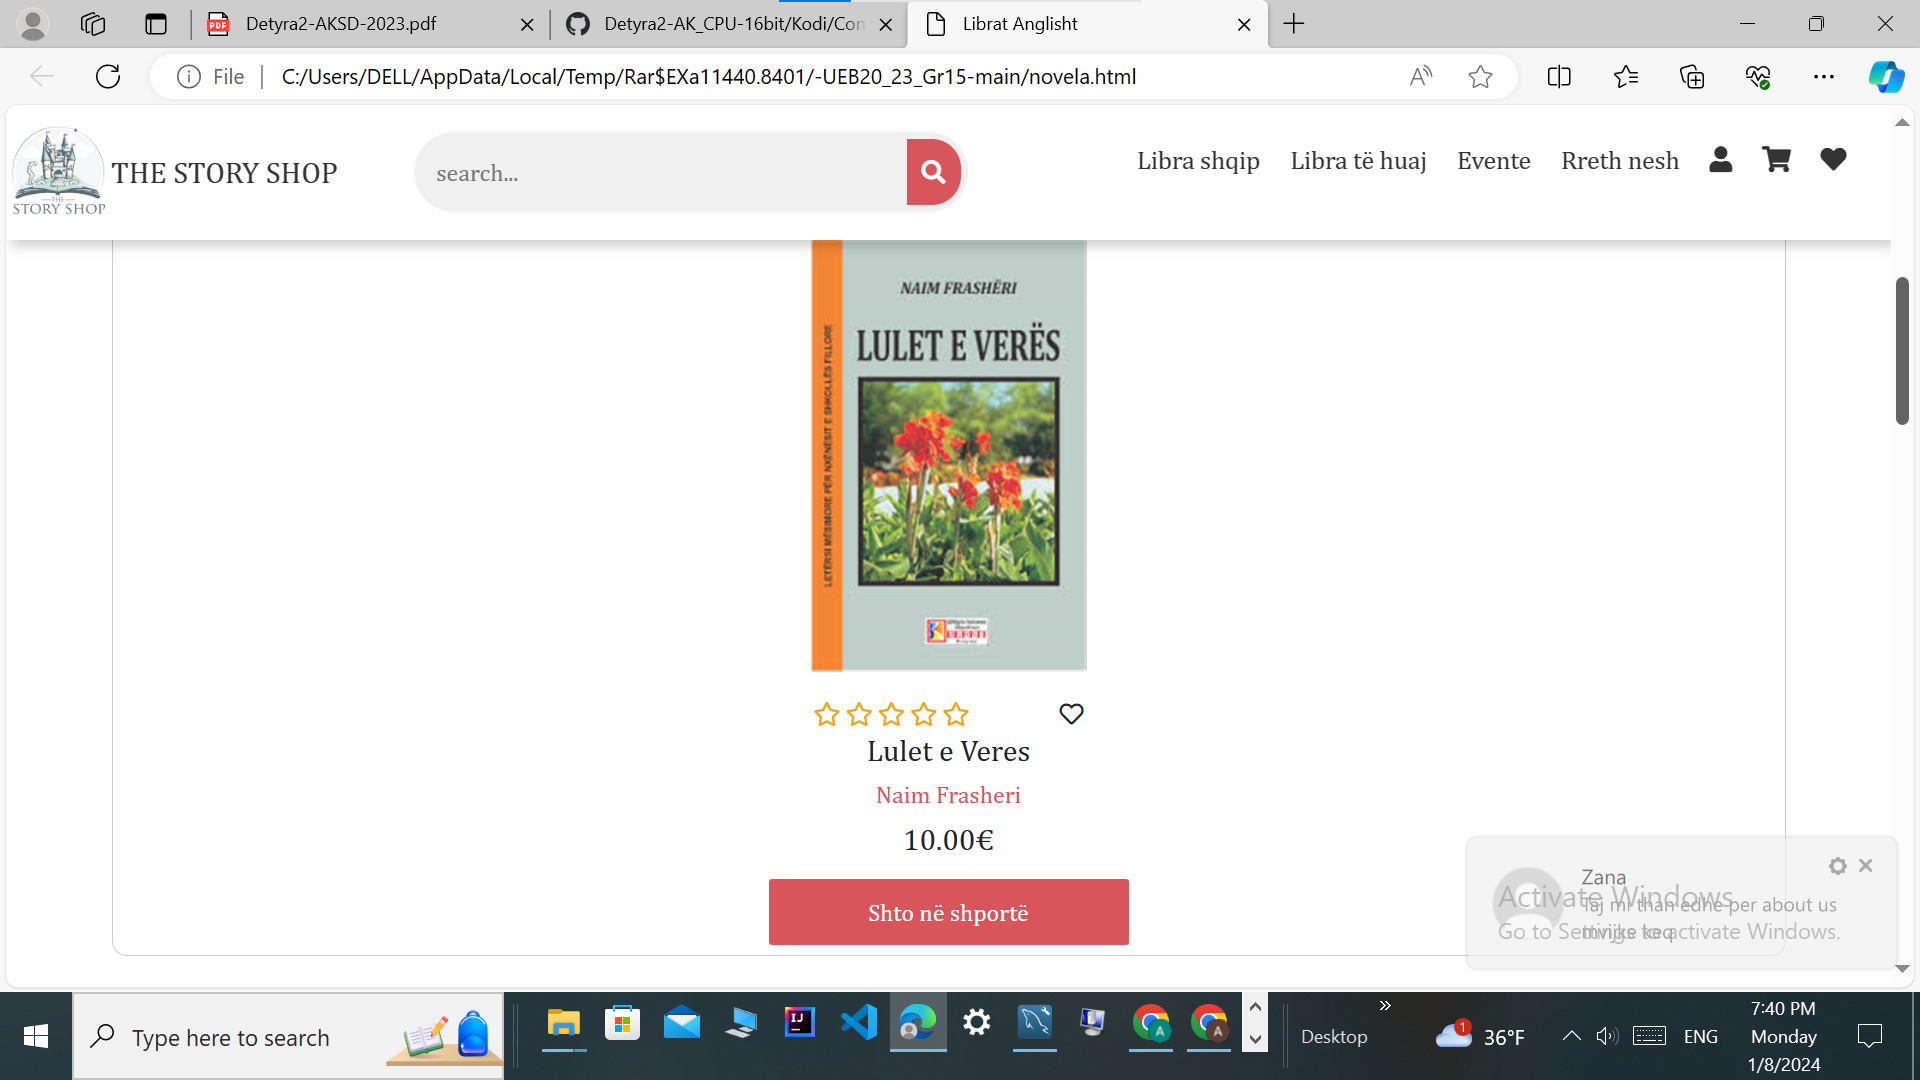 Detyra2-AKSD-2023.pdf
Detyra2-AK_CPU-16bit/Kodi/Con
Librat Anglisht
File
C:/Users/DELL/AppData/Local/Temp/Rar$EXa11440.8401/-UEB20_23_Gr15-main/novela.html
THE
STORY SHOP
THE STORY SHOP
search...
Libra shqip
Libra të huaj
Evente
Rreth nesh
NAIM FRASHËRI
LULET E VERËS
LETËRSI MËSIMORE PËR NXËNËSIT E SHKOLLËS FILLORE
BERATI
Lulet e Veres
Naim Frasheri
10.00€
Shto në shportë
Zana
Taj mi than edhe per about us
mvnjke keq
Activate Windows
Go to Settings to activate Windows.
Type here to search
Desktop
1
36°F
ENG
7:40 PM
Monday
1/8/2024